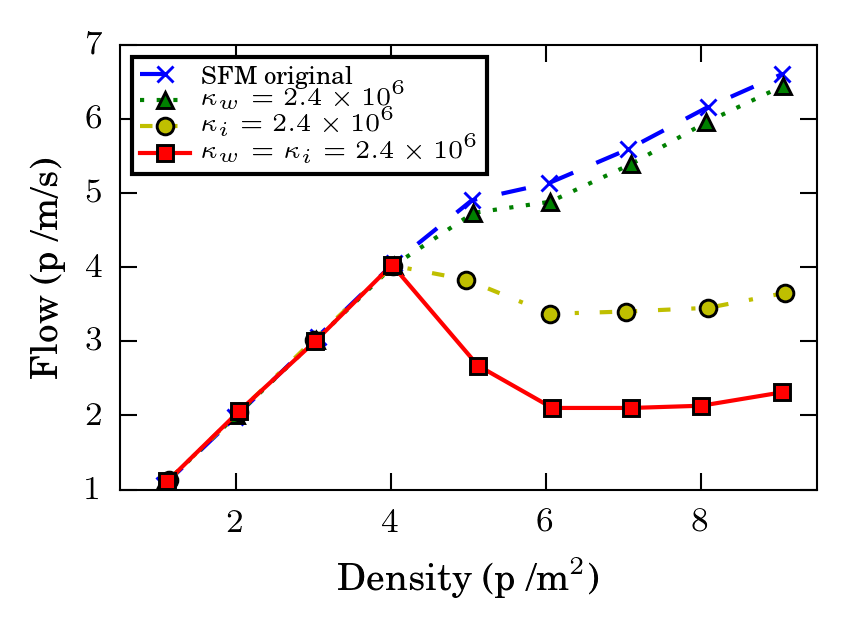 7
6
5
4
3
2
1
Flow (p /m/s)
SFM original
κ_w = 2.4 × 10^6
κ_i = 2.4 × 10^6
κ_w = κ_i = 2.4 × 10^6
2 4 6 8
Density (p /m²)